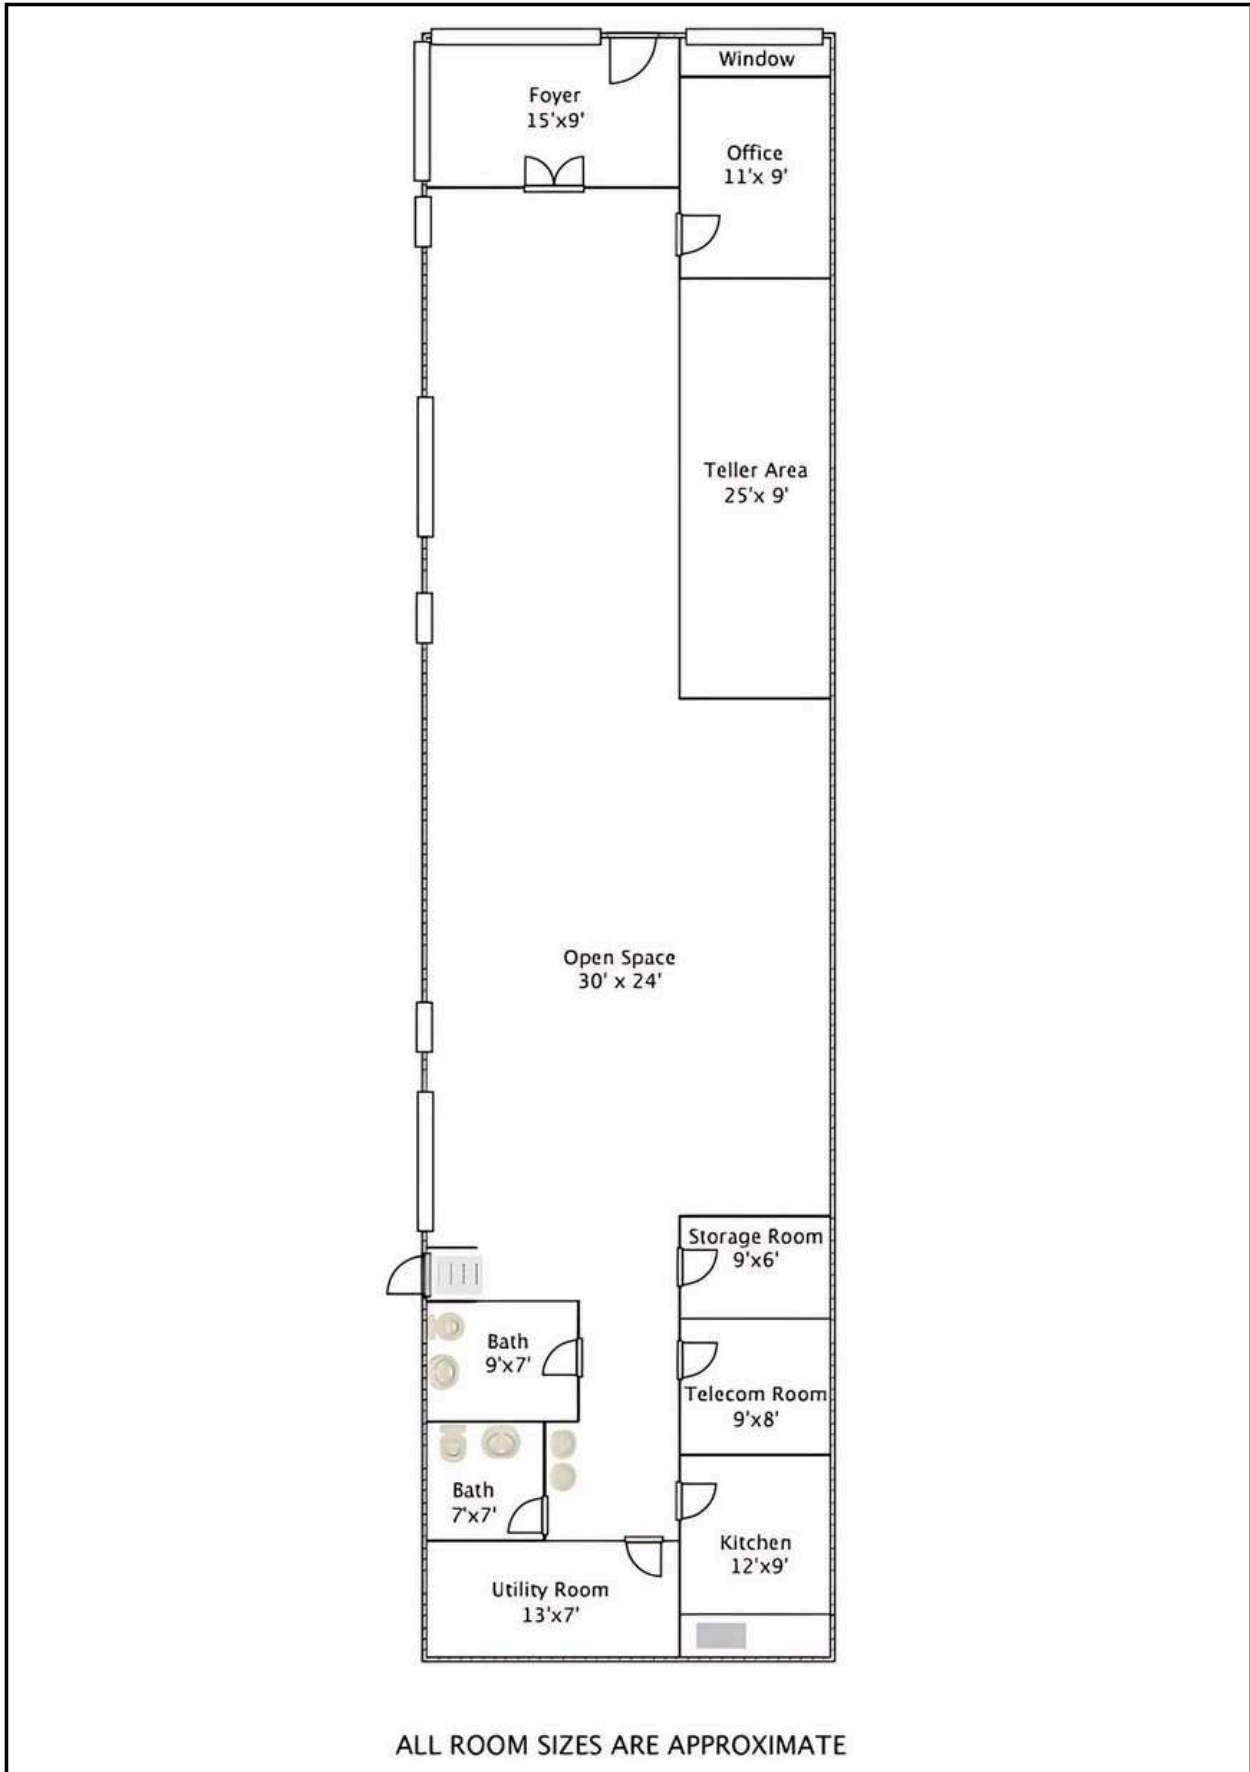 Window
Foyer
15'x9'
Office
11'x 9'
Teller Area
25'x 9'
Open Space
30' x 24'
Storage Room
9'x6'
Bath
9'x7'
Telecom Room
9'x8'
Bath
7'x7'
Kitchen
12'x9'
Utility Room
13'x7'
ALL ROOM SIZES ARE APPROXIMATE